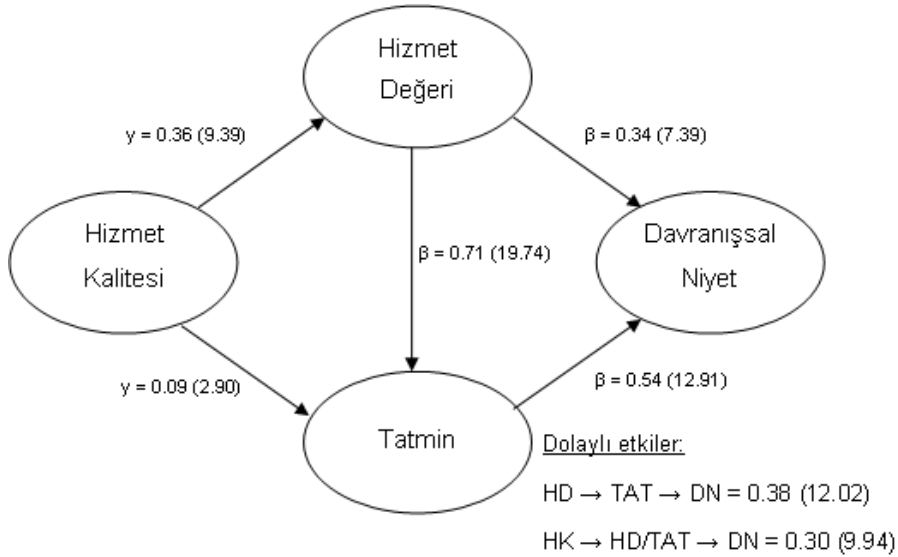 Hizmet
Değeri
y = 0.36 (9.39)
β = 0.34 (7.39)
Hizmet
Kalitesi
β = 0.71 (19.74)
Davranışsal
Niyet
y = 0.09 (2.90)
β = 0.54 (12.91)
Tatmin
Dolaylı etkiler:
HD → TAT → DN = 0.38 (12.02)
HK → HD/TAT → DN = 0.30 (9.94)